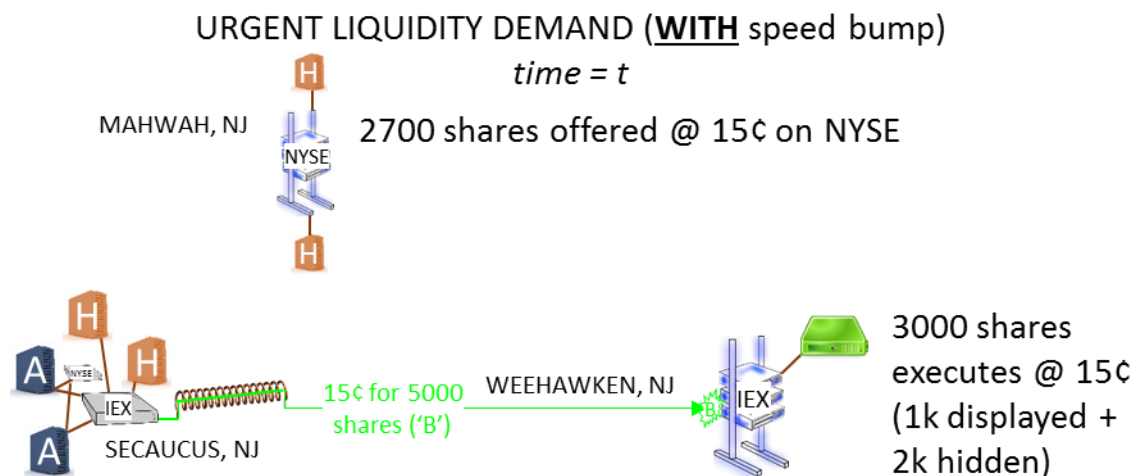 URGENT LIQUIDITY DEMAND (WITH speed bump)
time = t
H
MAHWAH, NJ
2700 shares offered @ 15¢ on NYSE
NYSE
H
H
A
NYSE
H
IEX
A
SECAUCUS, NJ
15¢ for 5000
shares ('B')
WEEHAWKEN, NJ
B
IEX
3000 shares
executes @ 15¢
(1k displayed +
2k hidden)